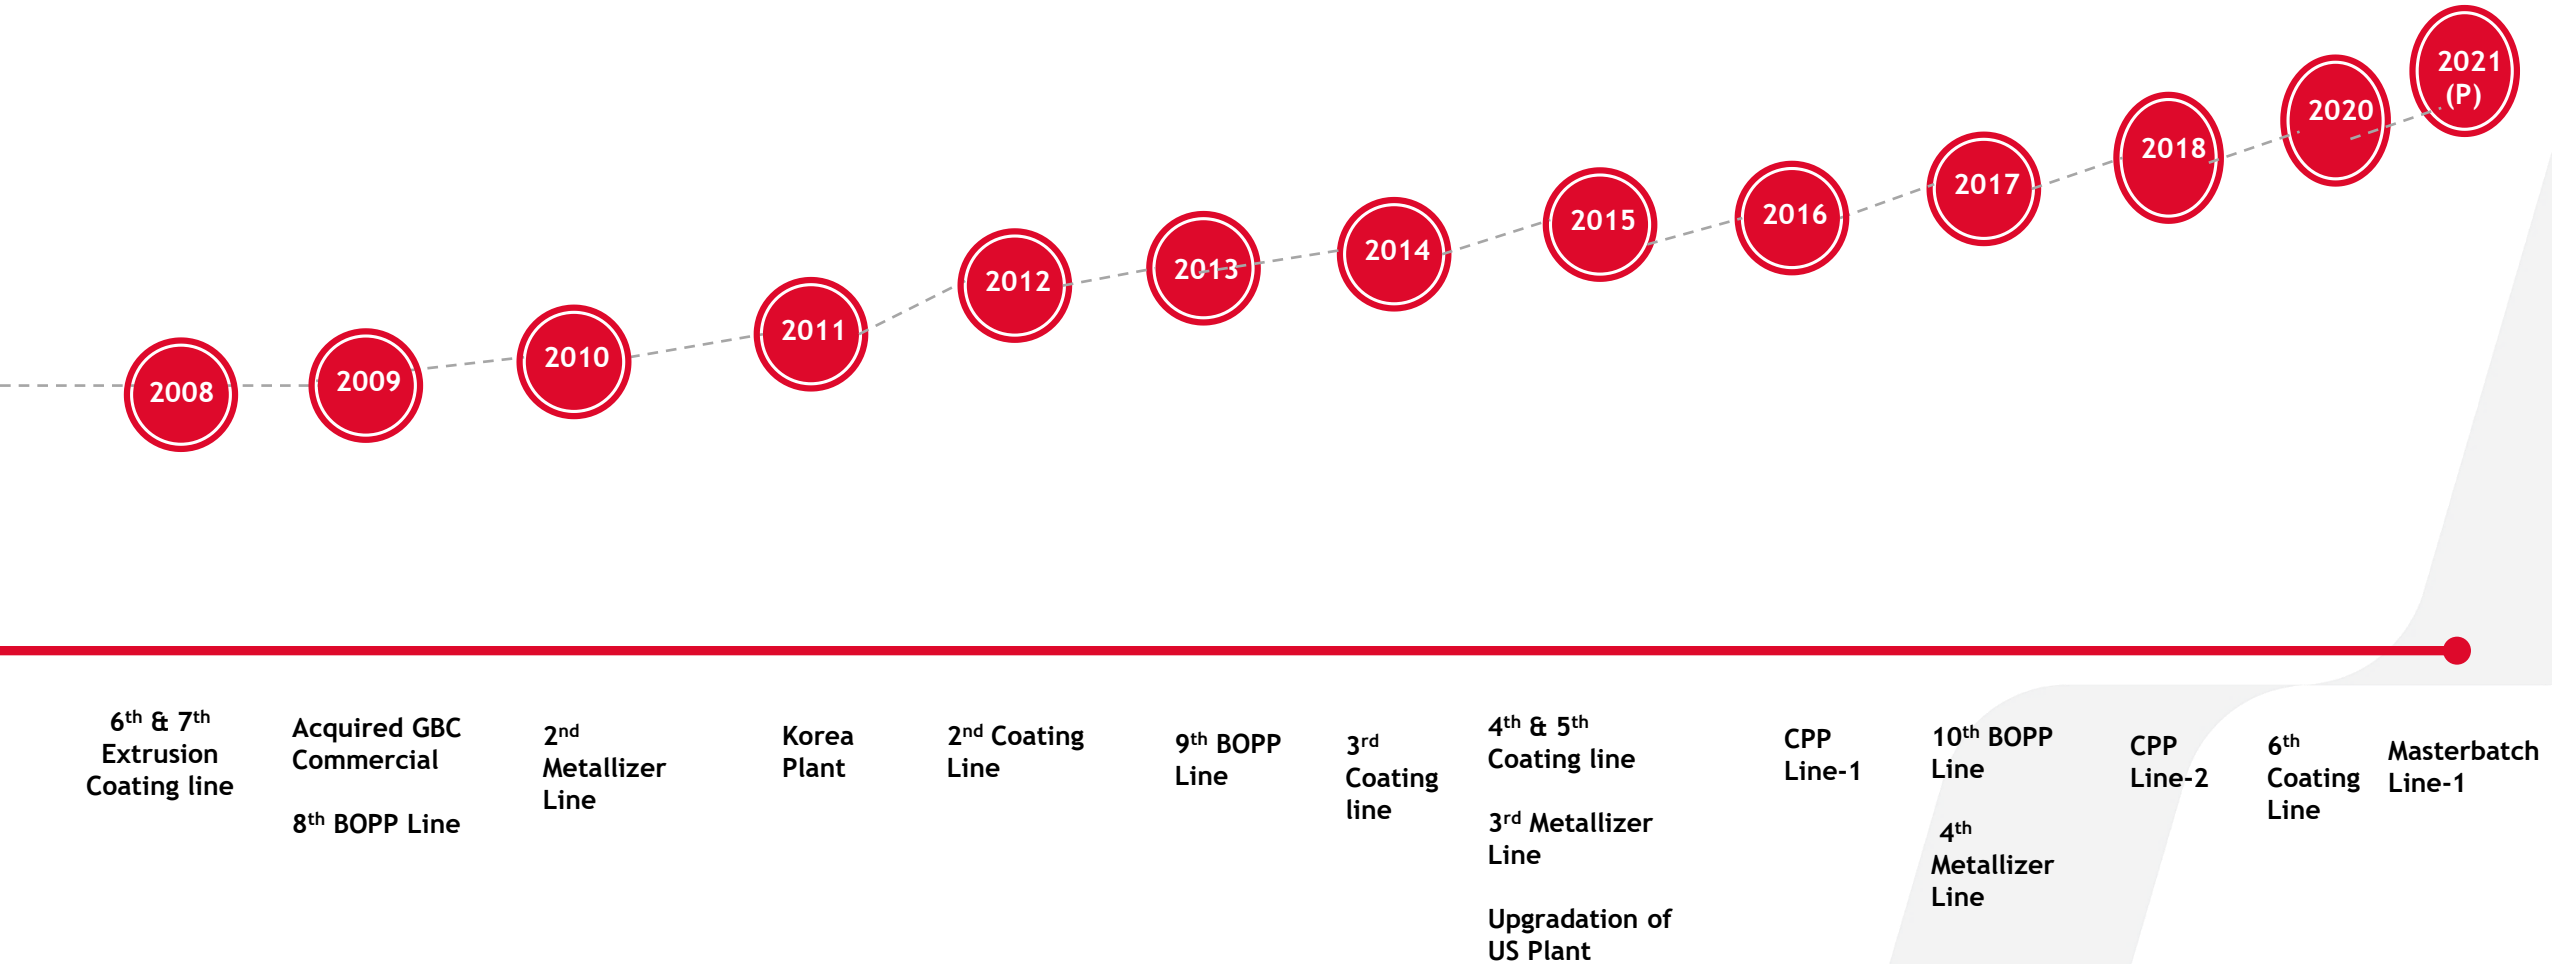 2008
2009
2010
2011
2012
2013
2014
2015
2016
2017
2018
2020
2021
(P)
6th & 7th
Extrusion
Coating line
Acquired GBC
Commercial
8th BOPP Line
2nd
Metallizer
Line
Korea
Plant
2nd Coating
Line
9th BOPP
Line
3rd
Coating
line
4th & 5th
Coating line
3rd Metallizer
Line
Upgradation of
US Plant
CPP
Line-1
10th BOPP
Line
4th
Metallizer
Line
CPP
Line-2
6th
Coating
Line
Masterbatch
Line-1